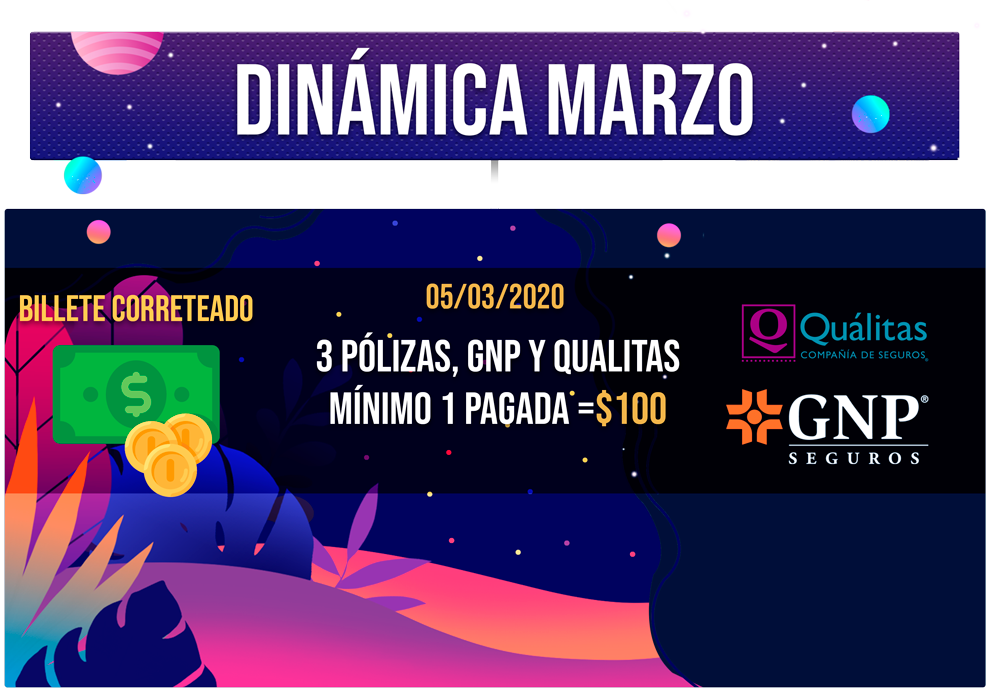 DINÁMICA MARZO
BILLETE CORRETEADO
05/03/2020
3 PÓLIZAS, GNP Y QUALITAS
MÍNIMO 1 PAGADA =$100
$
Q Quálitas
COMPAÑÍA DE SEGUROS®
GNP®
SEGUROS